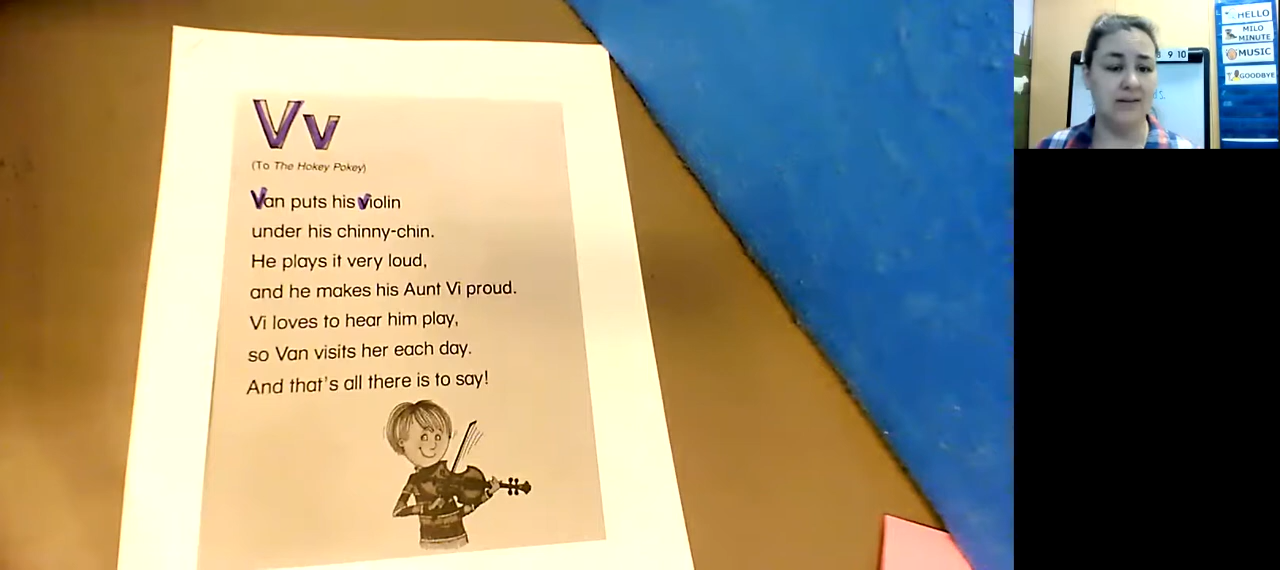 Vv
(To The Hokey Pokey)
Van puts his violin
under his chinny-chin.
He plays it very loud,
and he makes his Aunt Vi proud.
Vi loves to hear him play,
so Van visits her each day.
And that's all there is to say!
9 10
HELLO
MILO
MINUTE
MUSIC
GOODBYE